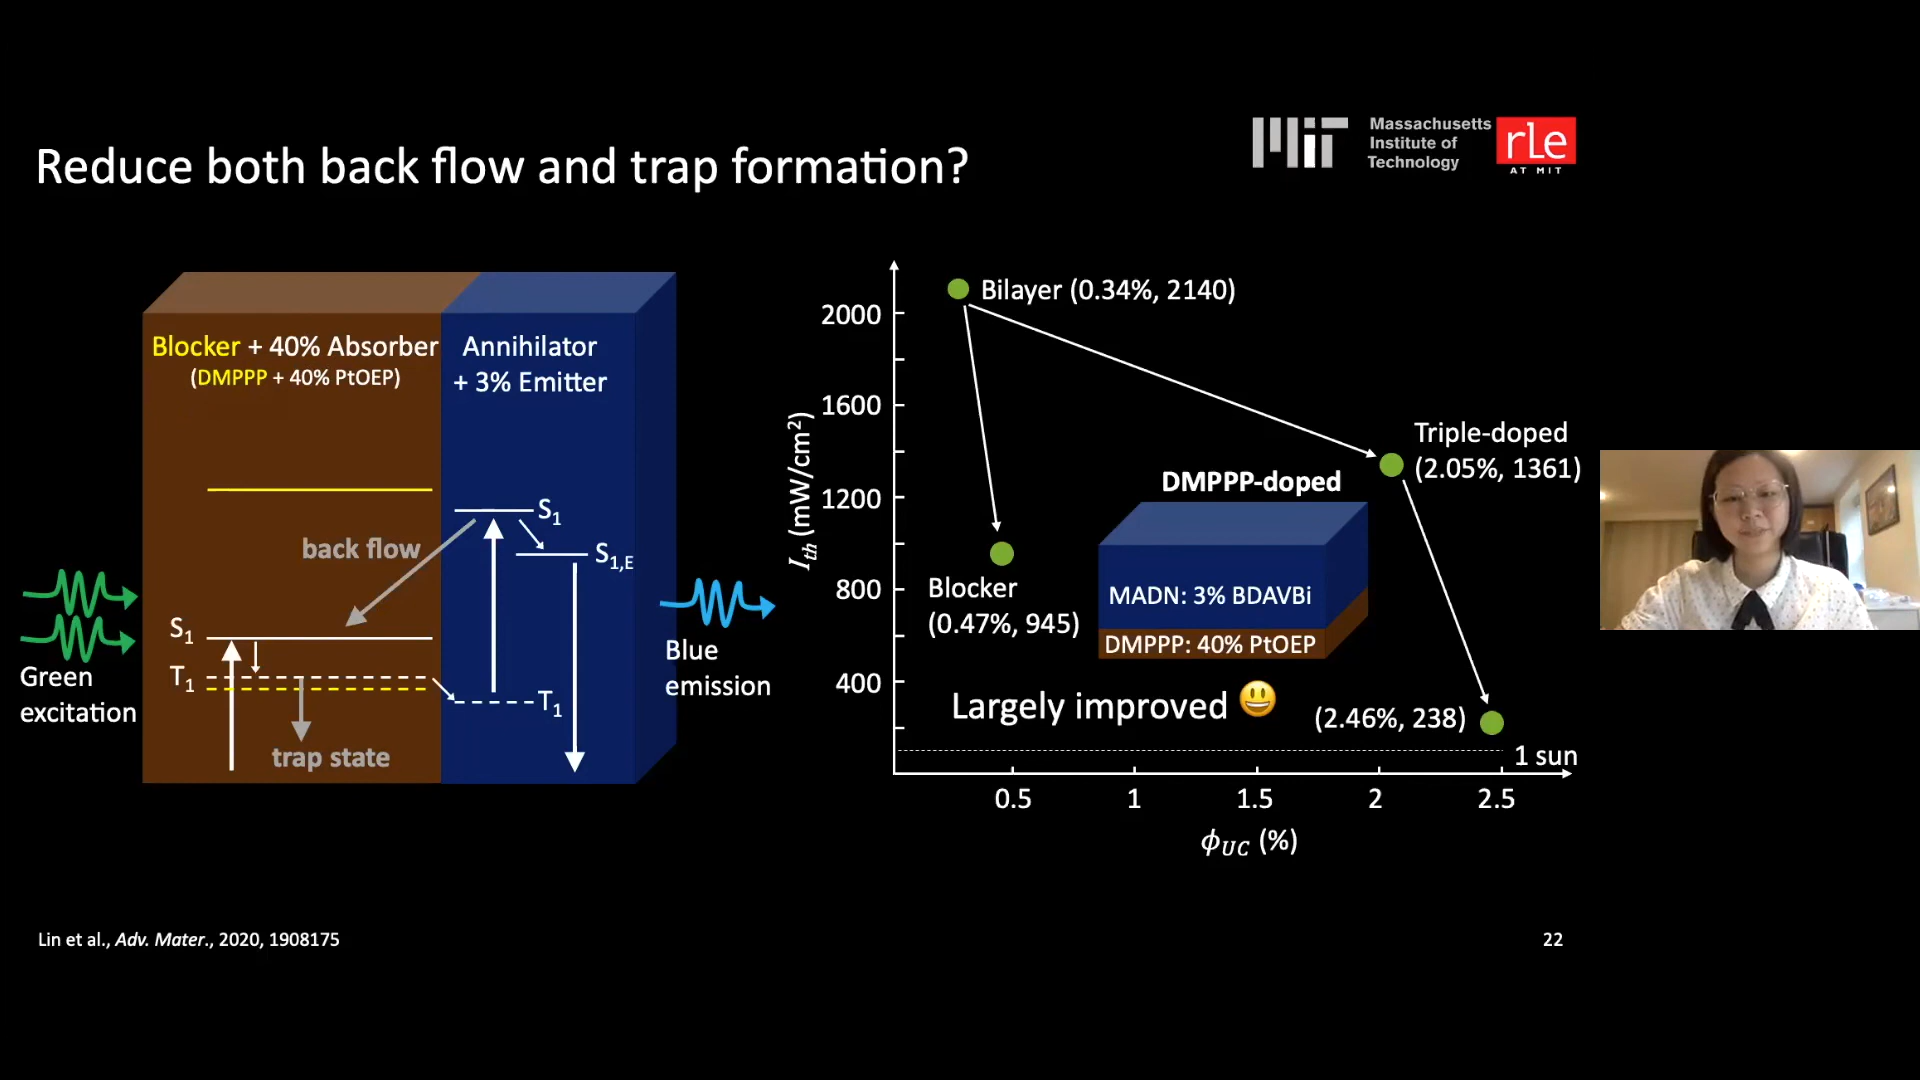 Reduce both back flow and trap formation?
Massachusetts
Institute of
Technology
rLe
AT MIT
Blocker + 40% Absorber
(DMPPP + 40% PtOEP)
Annihilator
+ 3% Emitter
S1
S1,E
back flow
S1
T1
T1
trap state
Green
excitation
Blue
emission
Ith (mW/cm²)
2000
1600
1200
800
400
Bilayer (0.34%, 2140)
Triple-doped
(2.05%, 1361)
DMPPP-doped
MADN: 3% BDAVBi
DMPPP: 40% PtOEP
Blocker
(0.47%, 945)
Largely improved 😃
(2.46%, 238)
1 sun
0.5
1
1.5
2
2.5
ϕUC (%)
Lin et al., Adv. Mater., 2020, 1908175
22